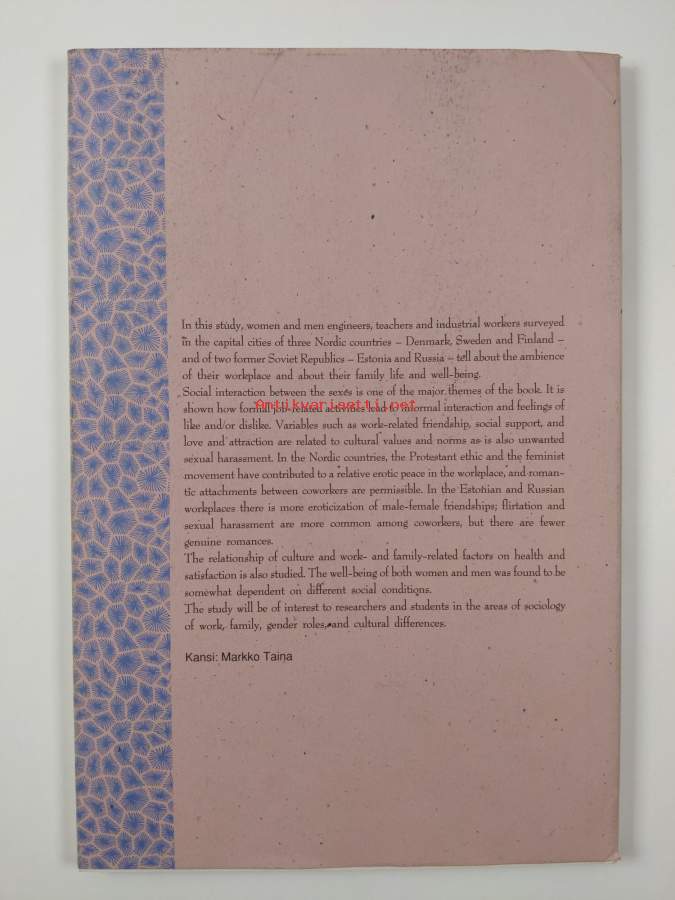 In this study, women and men engineers, teachers and industrial workers surveyed
in the capital cities of three Nordic countries – Denmark, Sweden and Finland –
and of two former Soviet Republics – Estonia and Russia – tell about the ambience
of their workplace and about their family life and well-being.
Social interaction between the sexes is one of the major themes of the book. It is
shown how formal job-related activities lead to informal interaction and feelings of
Antikvariaatti.net
like and/or dislike. Variables such as work-related friendship, social support, and
love and attraction are related to cultural values and norms as is also unwanted
sexual harassment. In the Nordic countries, the Protestant ethic and the feminist
movement have contributed to a relative erotic peace in the workplace, and roman-
tic attachments between coworkers are permissible. In the Estonian and Russian
workplaces there is more eroticization of male-female friendships; flirtation and
sexual harassment are more common among coworkers, but there are fewer
genuine romances.
The relationship of culture and work- and family-related factors on health and
satisfaction is also studied. The well-being of both women and men was found to be
somewhat dependent on different social conditions.
The study will be of interest to researchers and students in the areas of sociology
of work, family, gender roles, and cultural differences.
Kansi: Markko Taina